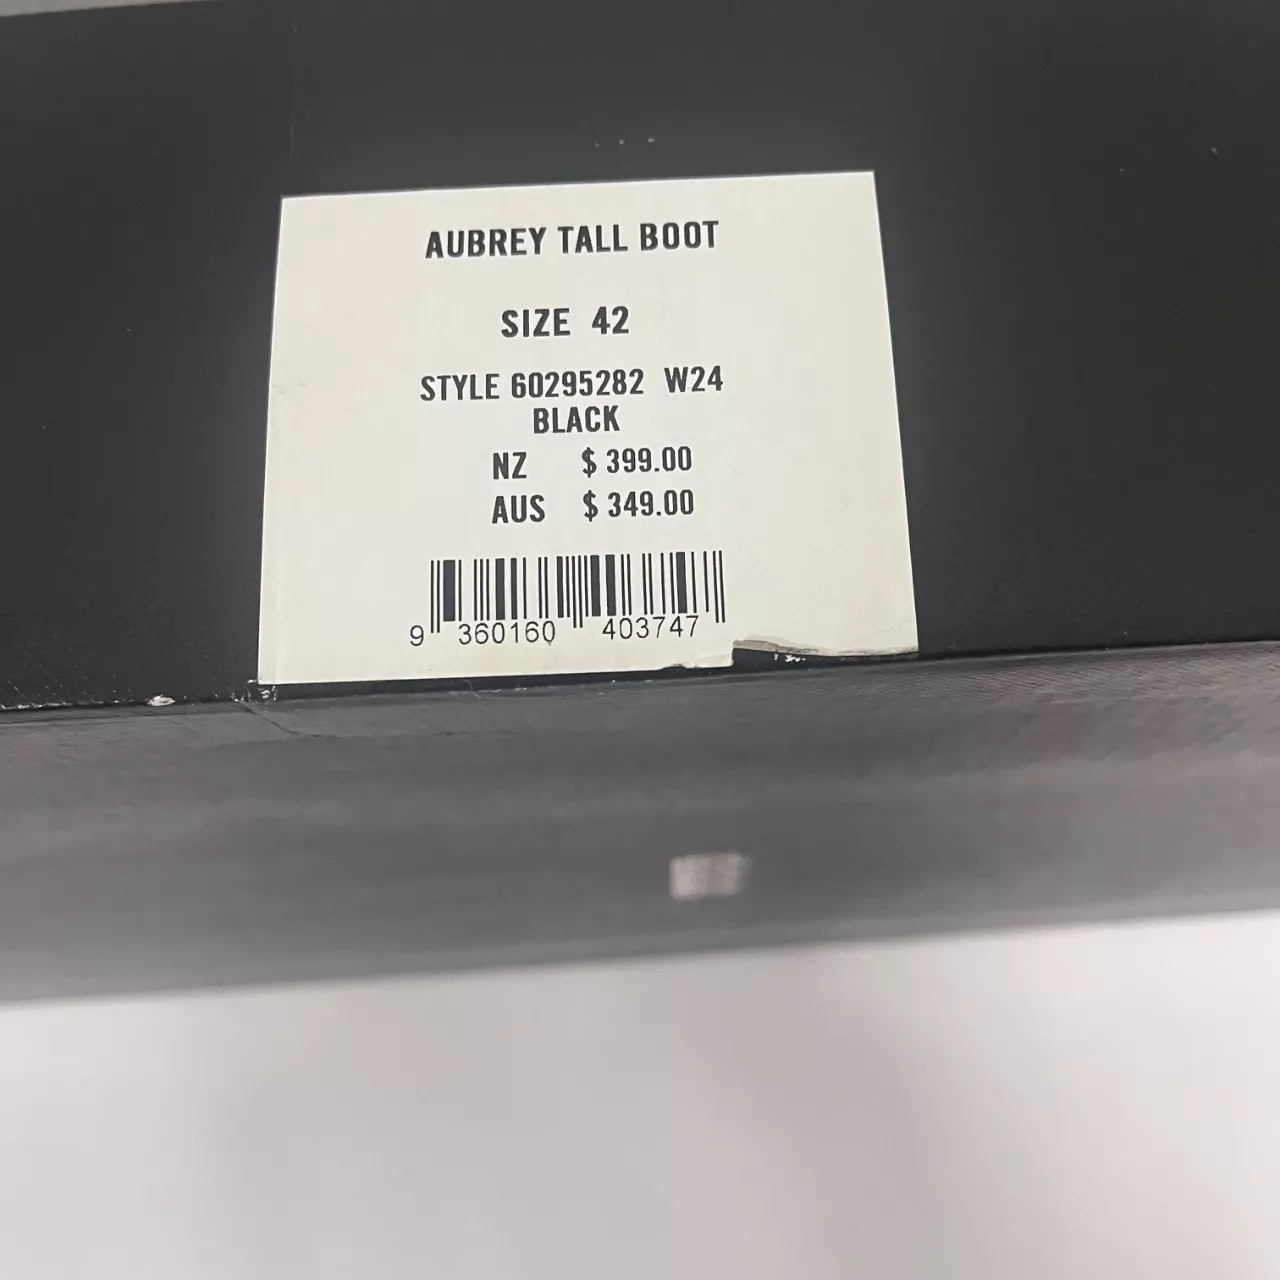 AUBREY TALL BOOT
SIZE 42
STYLE 60295282 W24
BLACK
NZ $ 399.00
AUS $ 349.00
9 360160 403747